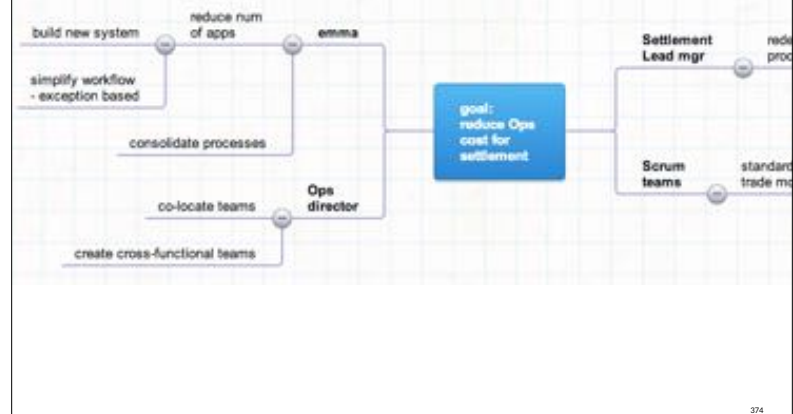 build new system
reduce num
of apps
emma
simplify workflow
- exception based
consolidate processes
Ops
director
co-locate teams
create cross-functional teams
goal:
reduce Ops
cost for
settlement
Settlement
Lead mgr
Scrum
teams
trade
374